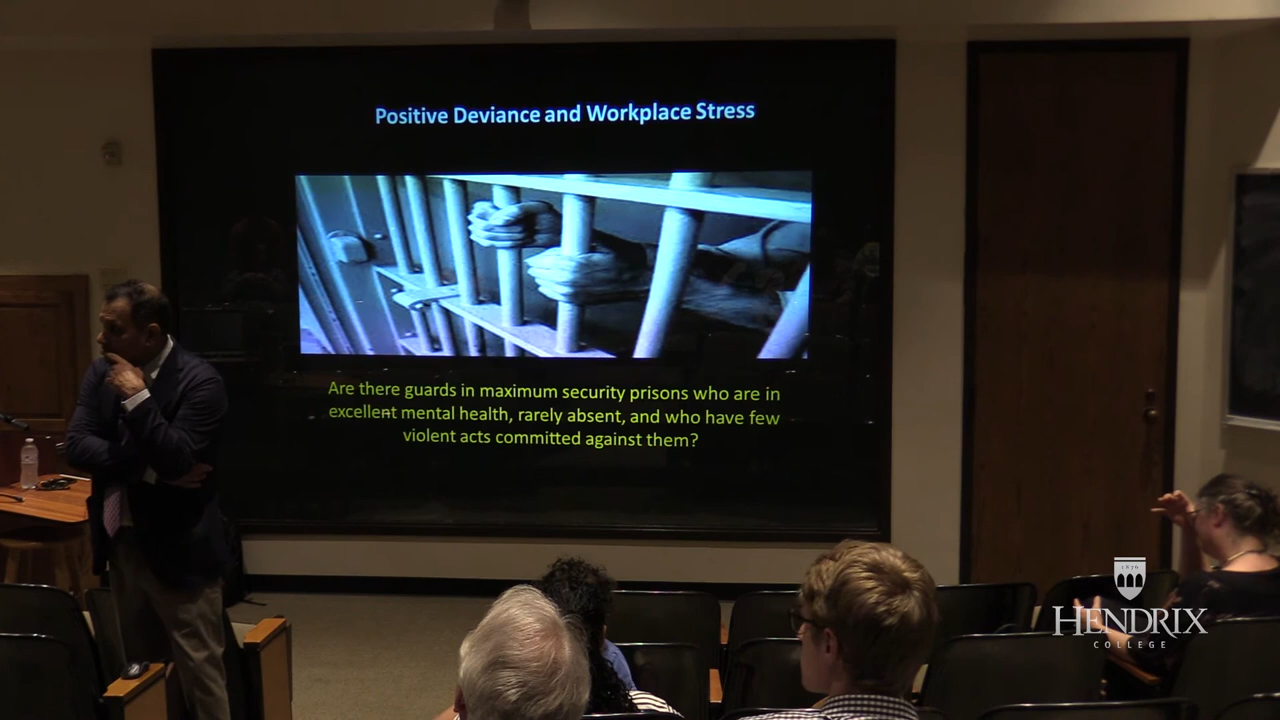 Positive Deviance and Workplace Stress
Are there guards in maximum security prisons who are in
excellent mental health, rarely absent, and who have few
violent acts committed against them?
1876
HENDRIX
COLLEGE